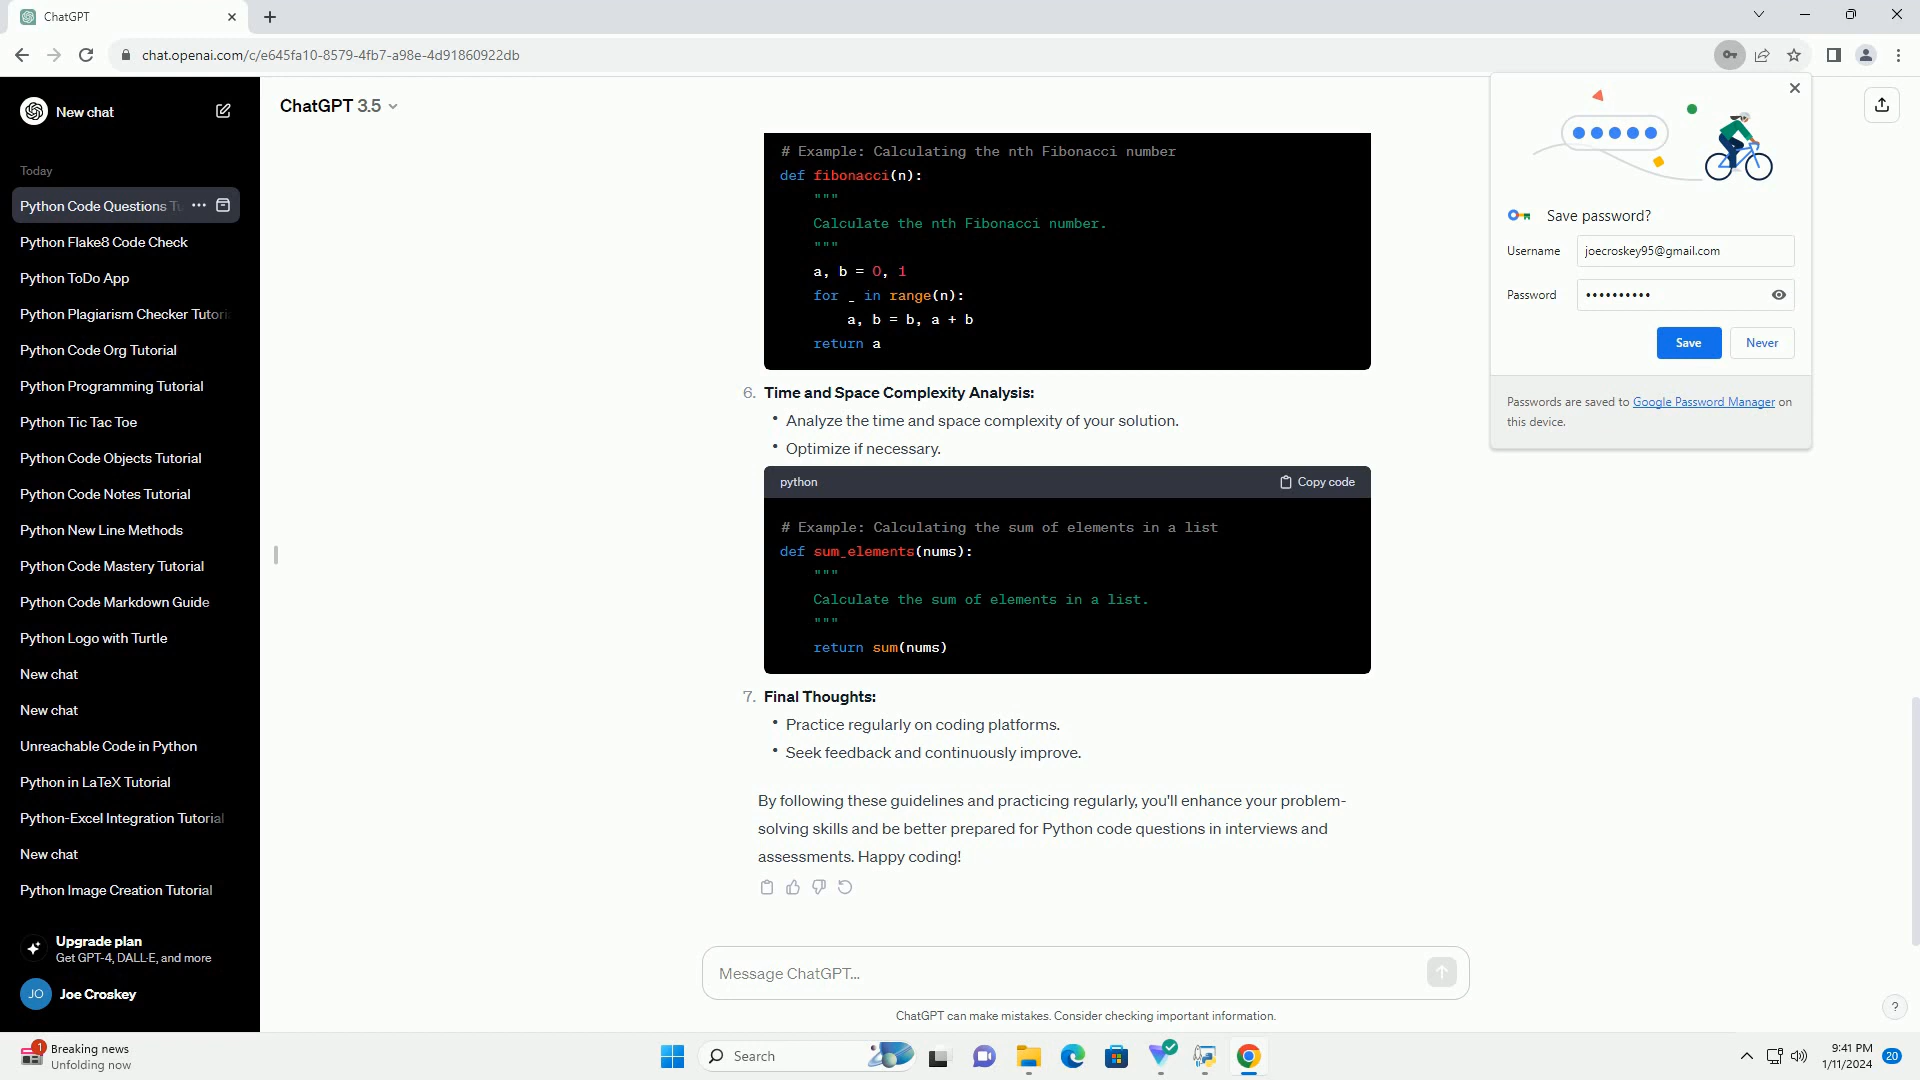 ChatGPT
chat.openai.com/c/e645fa10-8579-4fb7-a98e-4d91860922db
New chat
Today
Python Code Questions Tu
Python Flake8 Code Check
Python ToDo App
Python Plagiarism Checker Tutori
Python Code Org Tutorial
Python Programming Tutorial
Python Tic Tac Toe
Python Code Objects Tutorial
Python Code Notes Tutorial
Python New Line Methods
Python Code Mastery Tutorial
Python Code Markdown Guide
Python Logo with Turtle
New chat
New chat
Unreachable Code in Python
Python in LaTeX Tutorial
Python-Excel Integration Tutorial
New chat
Python Image Creation Tutorial
Upgrade plan
Get GPT-4, DALL·E, and more
JO Joe Croskey
ChatGPT 3.5
# Example: Calculating the nth Fibonacci number
def fibonacci(n):
"""
Calculate the nth Fibonacci number.
"""
a, b = 0, 1
for _ in range(n):
a, b = b, a + b
return a
6. Time and Space Complexity Analysis:
• Analyze the time and space complexity of your solution.
• Optimize if necessary.
python Copy code
# Example: Calculating the sum of elements in a list
def sum_elements(nums):
"""
Calculate the sum of elements in a list.
"""
return sum(nums)
7. Final Thoughts:
• Practice regularly on coding platforms.
• Seek feedback and continuously improve.
By following these guidelines and practicing regularly, you'll enhance your problem-
solving skills and be better prepared for Python code questions in interviews and
assessments. Happy coding!
Message ChatGPT...
ChatGPT can make mistakes. Consider checking important information.
?
Save password?
Username joecroskey95@gmail.com
Password ••••••••••
Save Never
Passwords are saved to Google Password Manager on
this device.
1
Breaking news
Unfolding now
Search
9:41 PM
1/11/2024
20